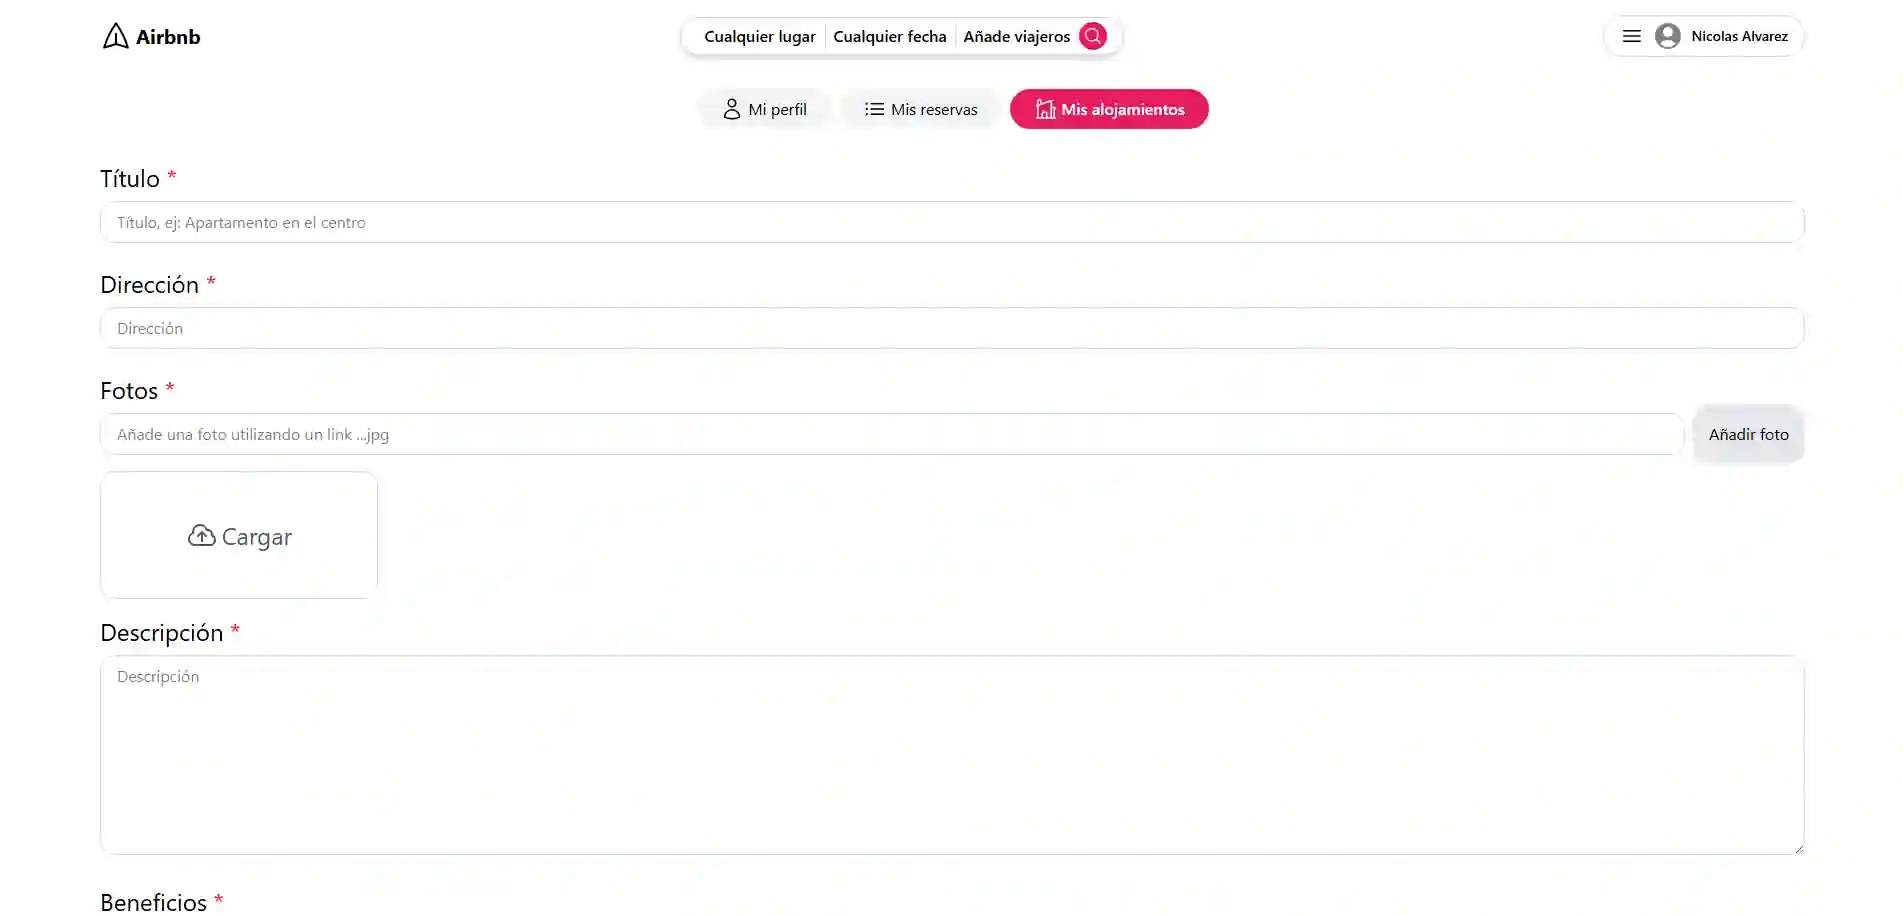 Airbnb
Cualquier lugar Cualquier fecha Añade viajeros
Nicolas Alvarez
Mi perfil Mis reservas Mis alojamientos
Título *
Título, ej: Apartamento en el centro
Dirección *
Dirección
Fotos *
Añade una foto utilizando un link ...jpg
Añadir foto
Cargar
Descripción *
Descripción
Beneficios *